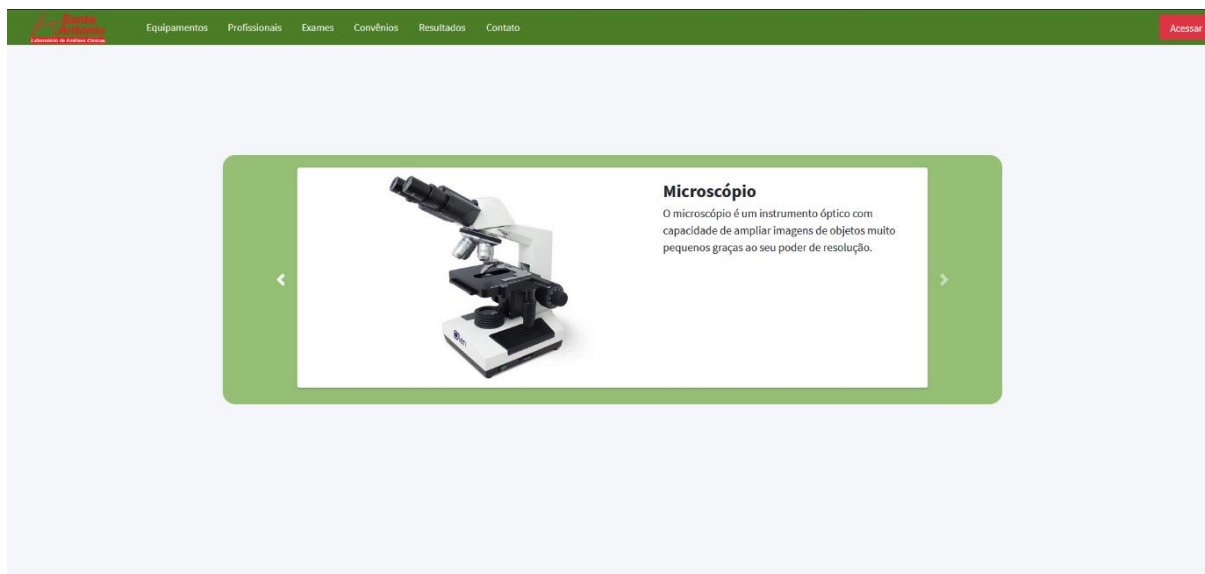 Santo
Antonio
Laboratório de Análises Clínicas
Equipamentos Profissionais Exames Convênios Resultados Contato
Acessar
Microscópio
O microscópio é um instrumento óptico com
capacidade de ampliar imagens de objetos muito
pequenos graças ao seu poder de resolução.